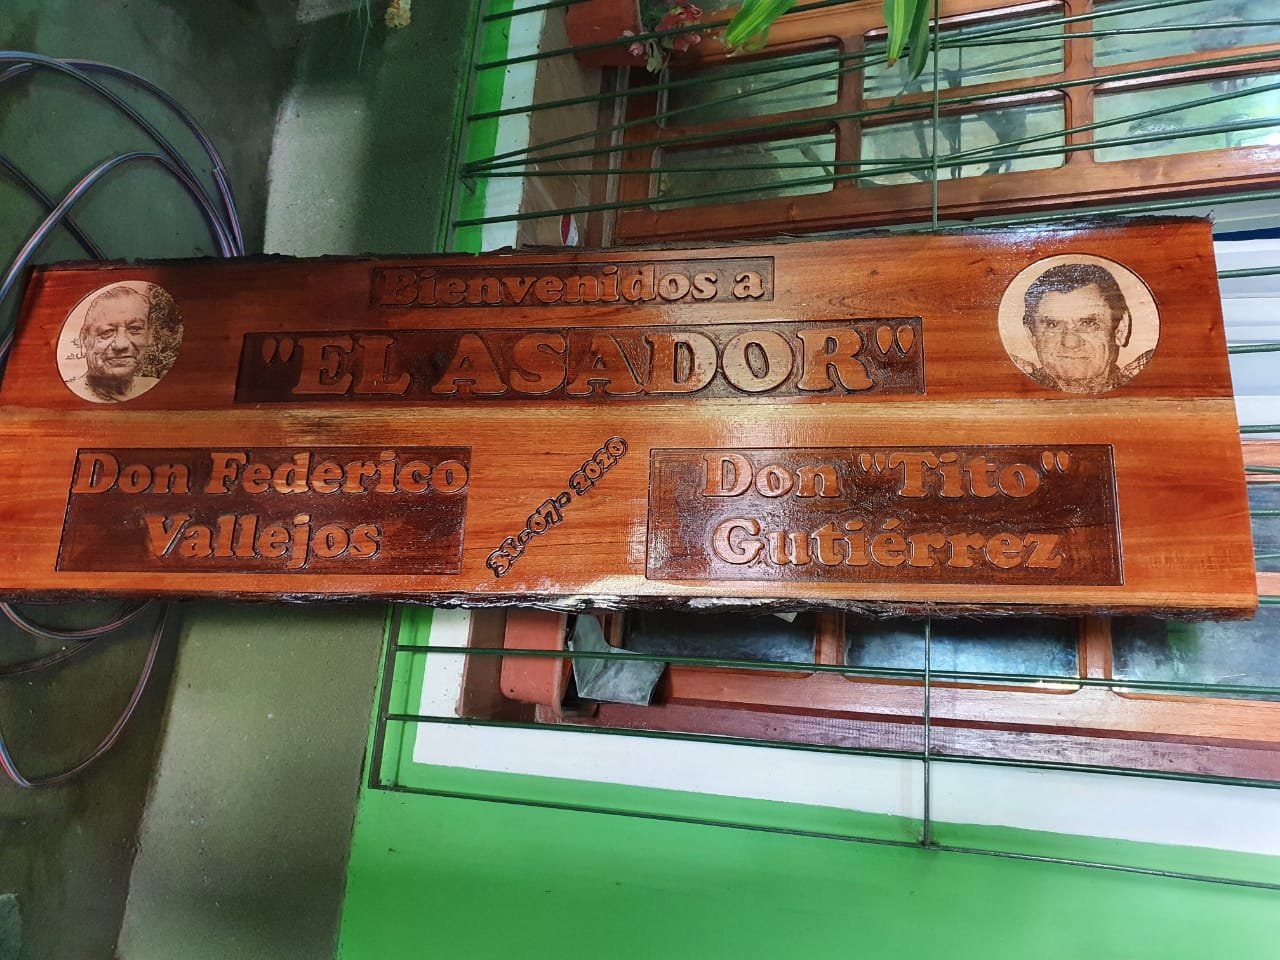 Bienvenidos a
"EL ASADOR"
Don Federico
Vallejos
31-07-2020
Don "Tito"
Gutiérrez